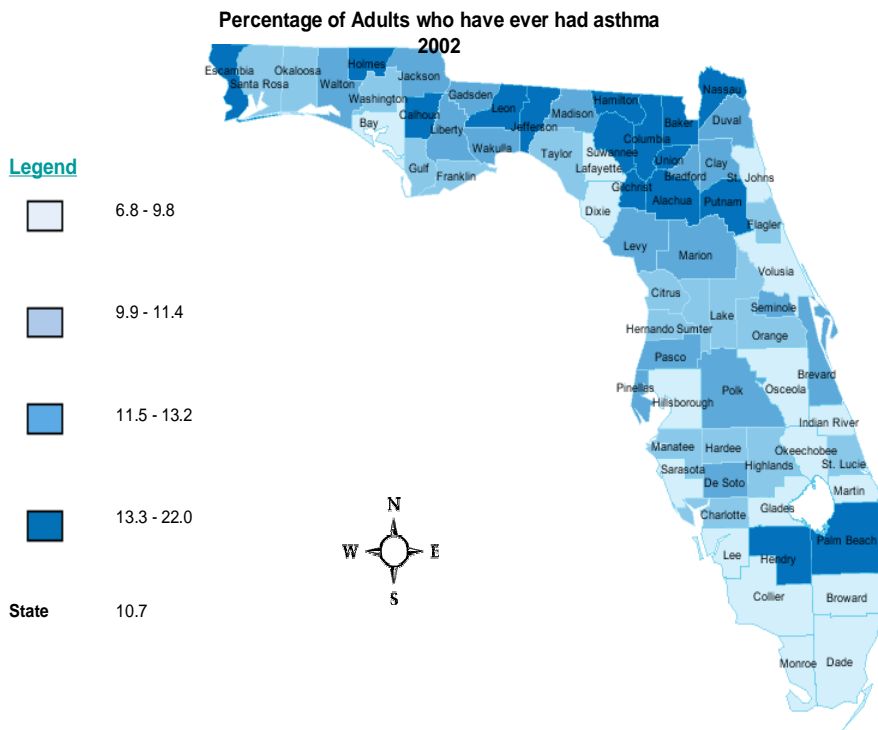 Percentage of Adults who have ever had asthma
2002
Legend
6.8 - 9.8
9.9 - 11.4
11.5 - 13.2
13.3 - 22.0
State 10.7
N
W E
S
Escambia
Santa Rosa
Okaloosa
Walton
Holmes
Washington
Bay
Jackson
Calhoun
Gulf
Gadsden
Liberty
Franklin
Leon
Wakulla
Jefferson
Madison
Taylor
Hamilton
Suwannee
Lafayette
Dixie
Columbia
Gilchrist
Baker
Union
Bradford
Alachua
Nassau
Duval
Clay
St. Johns
Putnam
Flagler
Levy
Marion
Volusia
Citrus
Hernando
Sumter
Lake
Seminole
Orange
Pasco
Pinellas
Hillsborough
Polk
Osceola
Brevard
Indian River
Manatee
Hardee
Highlands
Okeechobee
St. Lucie
Sarasota
De Soto
Martin
Charlotte
Glades
Lee
Hendry
Palm Beach
Collier
Broward
Monroe
Dade